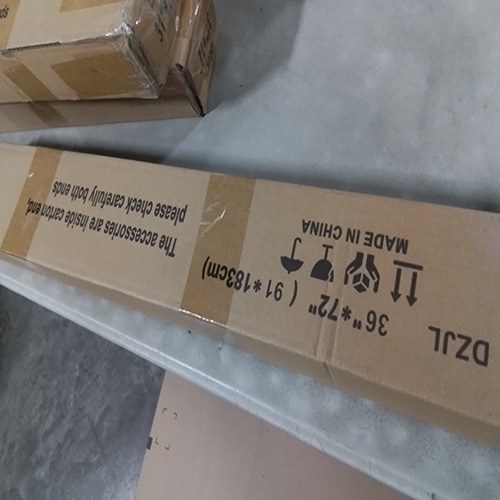 DZJL
36"*72" ( 91*183cm)
MADE IN CHINA
The accessories are inside carton end,
please check carefully both ends